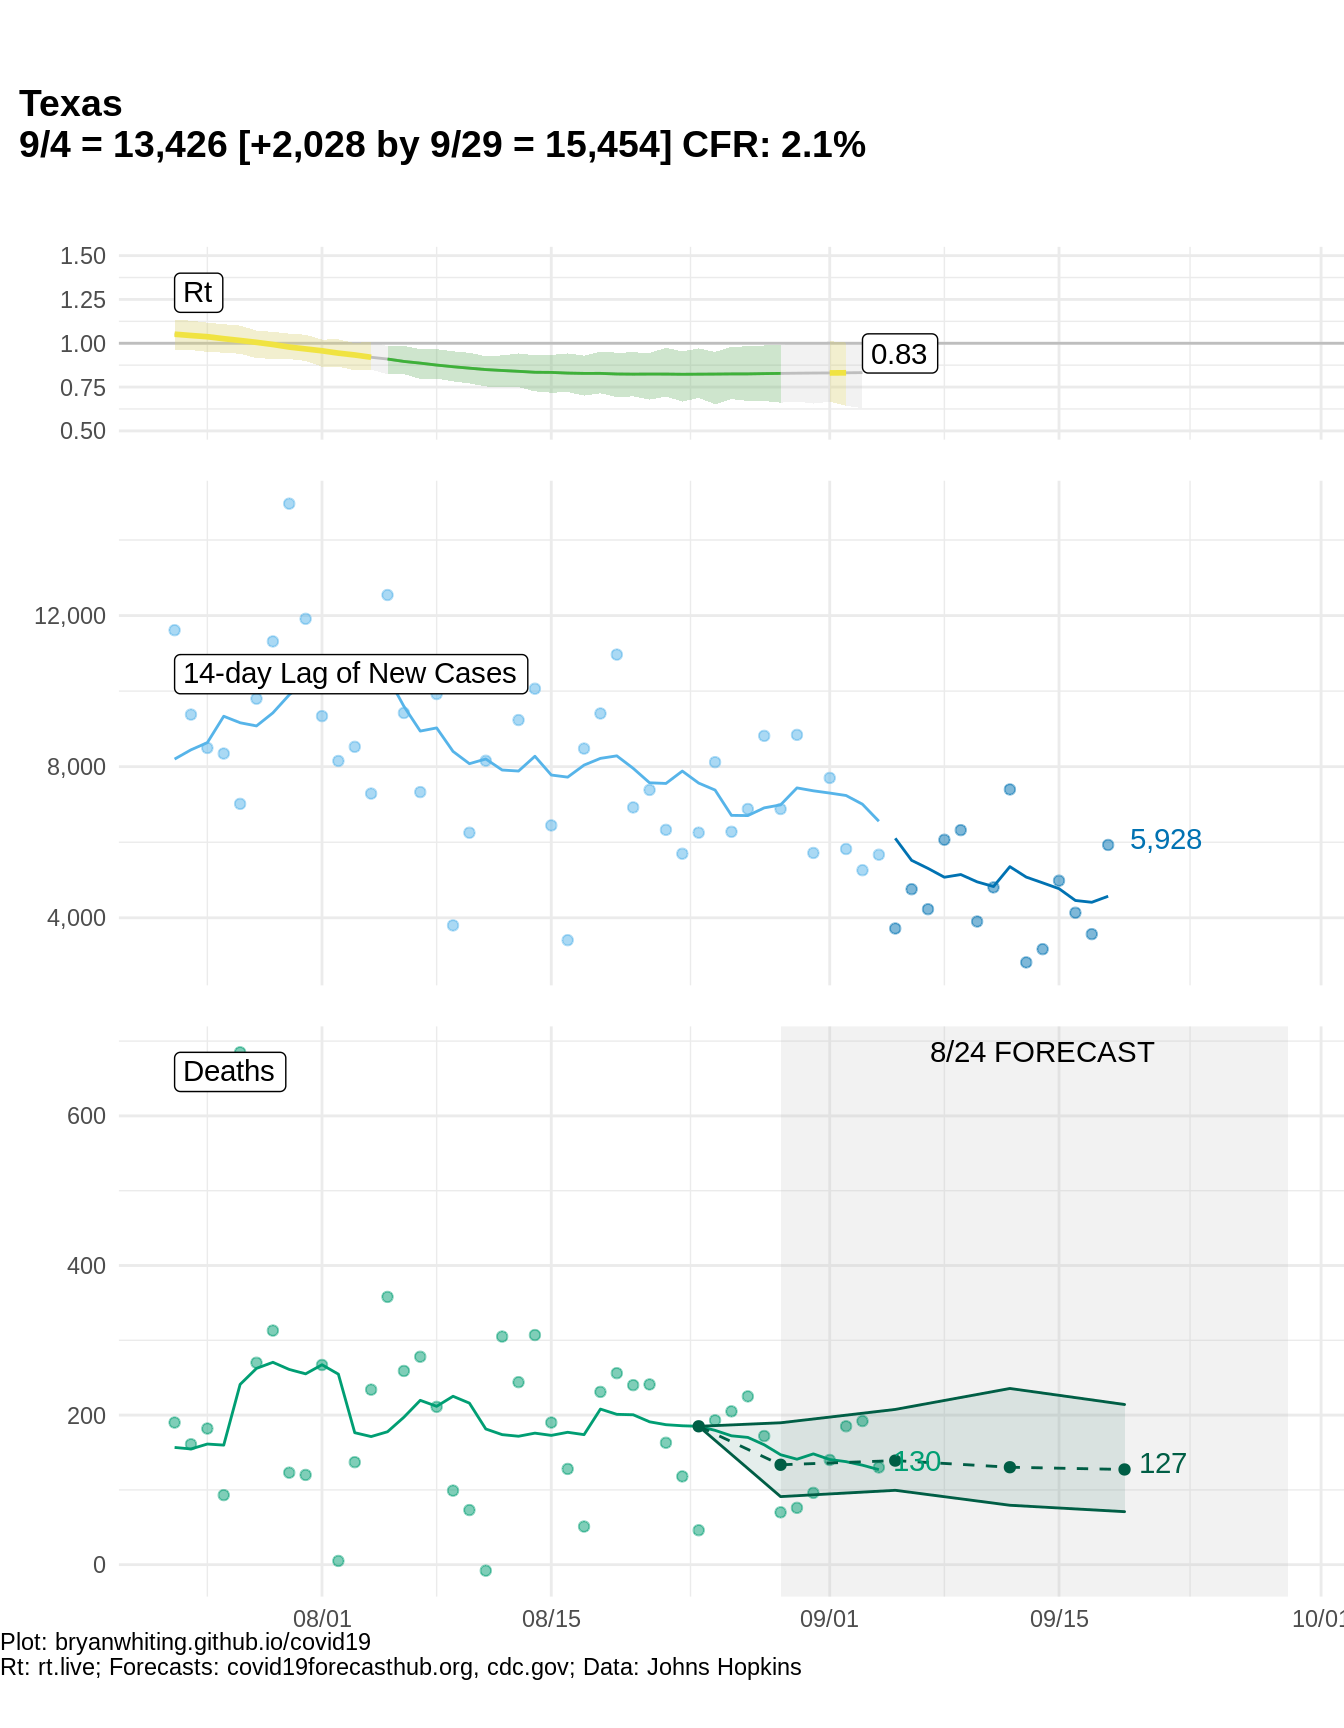 Texas
9/4 = 13,426 [+2,028 by 9/29 = 15,454] CFR: 2.1%
1.50
1.25
1.00
0.75
0.50
Rt
0.83
12,000
8,000
4,000
14-day Lag of New Cases
5,928
600
400
200
0
Deaths
8/24 FORECAST
130
127
08/01
08/15
09/01
09/15
10/01
Plot: bryanwhiting.github.io/covid19
Rt: rt.live; Forecasts: covid19forecasthub.org, cdc.gov; Data: Johns Hopkins